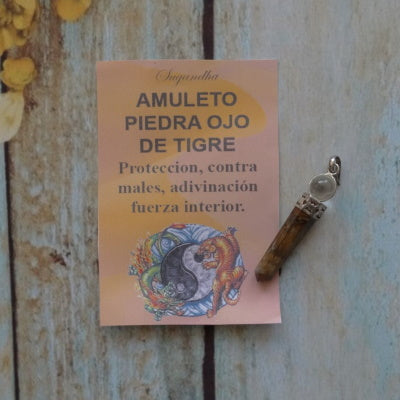 Sugandha
AMULETO
PIEDRA OJO
DE TIGRE
Proteccion, contra
males, adivinación
fuerza interior.